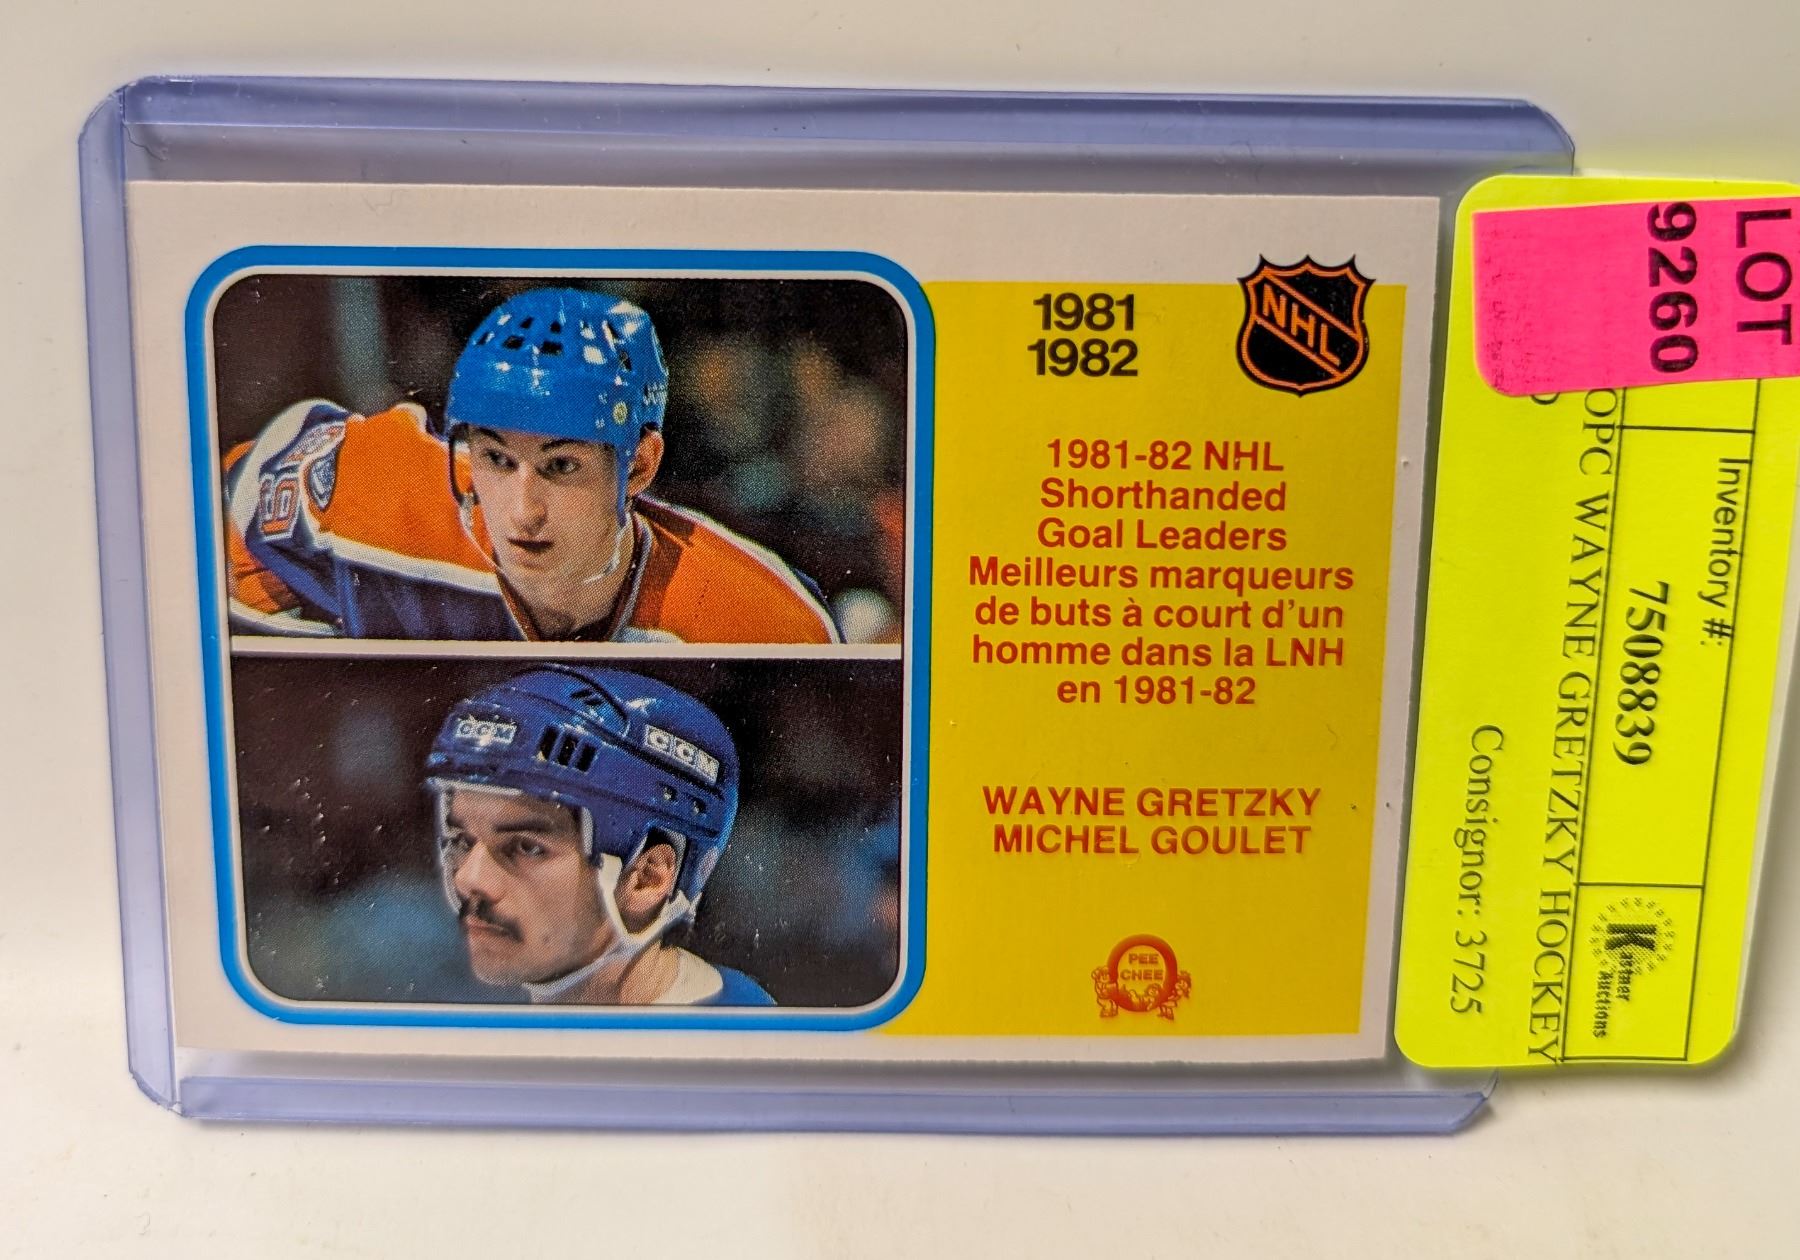 1981
1982
NHL
1981-82 NHL
Shorthanded
Goal Leaders
Meilleurs marqueurs
de buts à court d'un
homme dans la LNH
en 1981-82
WAYNE GRETZKY
MICHEL GOULET
PEE
CHEE
CCM
CCM
LOT
9260
Inventory #:
7508839
OPC WAYNE GRETZKY HOCKEY
Consignor: 3725
Kastner
Auctions